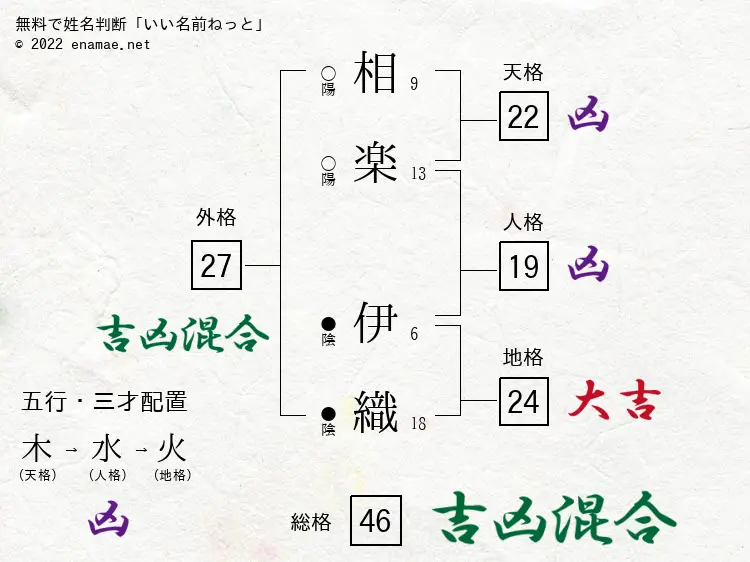 無料で姓名判断「いい名前ねっと」
© 2022 enamae.net
○陽 相 9
○陽 楽 13
●陰 伊 6
●陰 織 18
天格
22 凶
人格
19 凶
地格
24 大吉
外格
27
吉凶混合
五行・三才配置
木 → 水 → 火
(天格) (人格) (地格)
凶
総格 46 吉凶混合